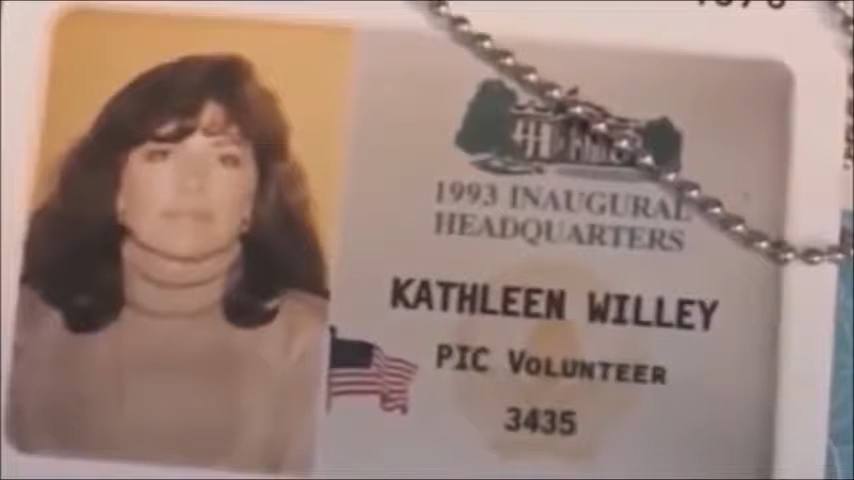 1993 INAUGURAL
HEADQUARTERS
KATHLEEN WILLEY
PIC VOLUNTEER
3435